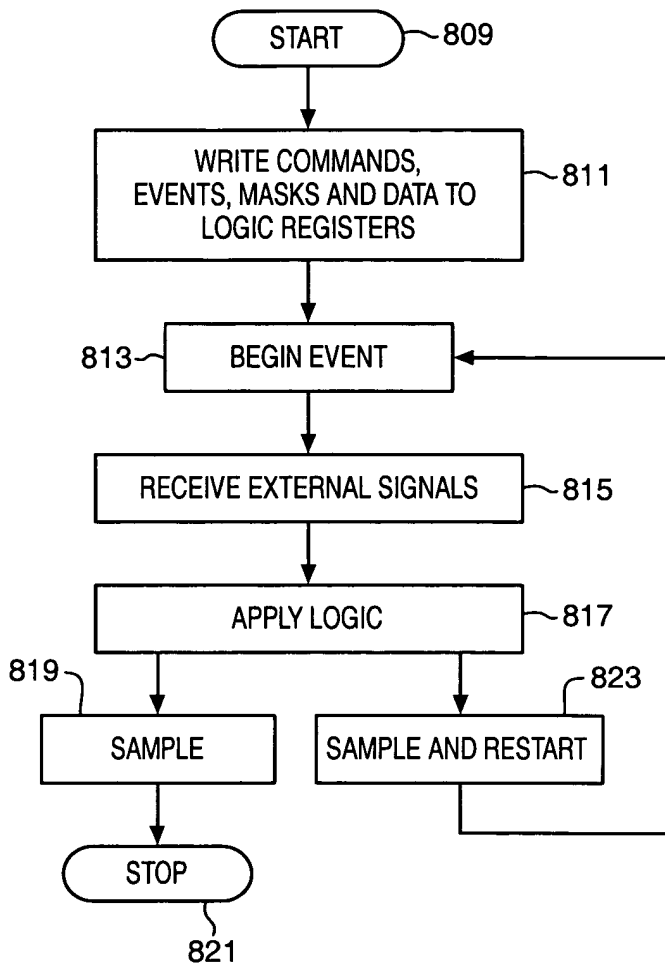 START
809
WRITE COMMANDS,
EVENTS, MASKS AND DATA TO
LOGIC REGISTERS
811
813
BEGIN EVENT
RECEIVE EXTERNAL SIGNALS
815
APPLY LOGIC
817
819
823
SAMPLE
SAMPLE AND RESTART
STOP
821